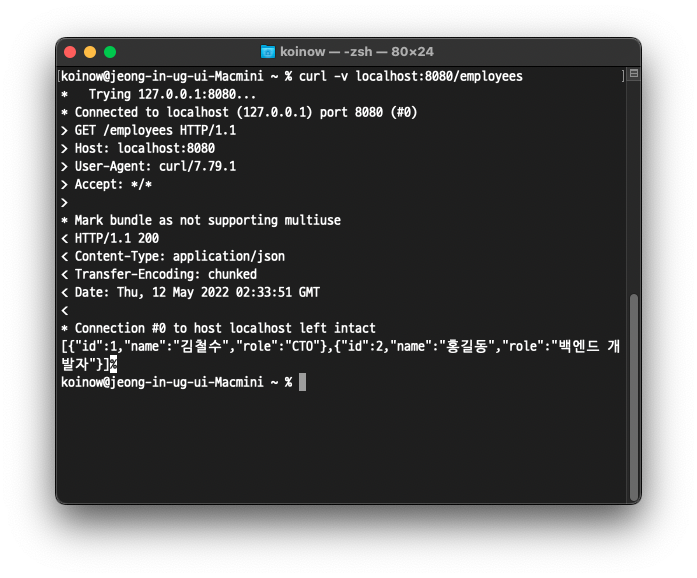 koinow — -zsh — 80×24
[koinow@jeong-in-ug-ui-Macmini ~ % curl -v localhost:8080/employees ]
*   Trying 127.0.0.1:8080...
* Connected to localhost (127.0.0.1) port 8080 (#0)
> GET /employees HTTP/1.1
> Host: localhost:8080
> User-Agent: curl/7.79.1
> Accept: */*
>
* Mark bundle as not supporting multiuse
< HTTP/1.1 200
< Content-Type: application/json
< Transfer-Encoding: chunked
< Date: Thu, 12 May 2022 02:33:51 GMT
<
* Connection #0 to host localhost left intact
[{"id":1,"name":"김철수","role":"CTO"},{"id":2,"name":"홍길동","role":"백엔드 개
발자"}]%
koinow@jeong-in-ug-ui-Macmini ~ %